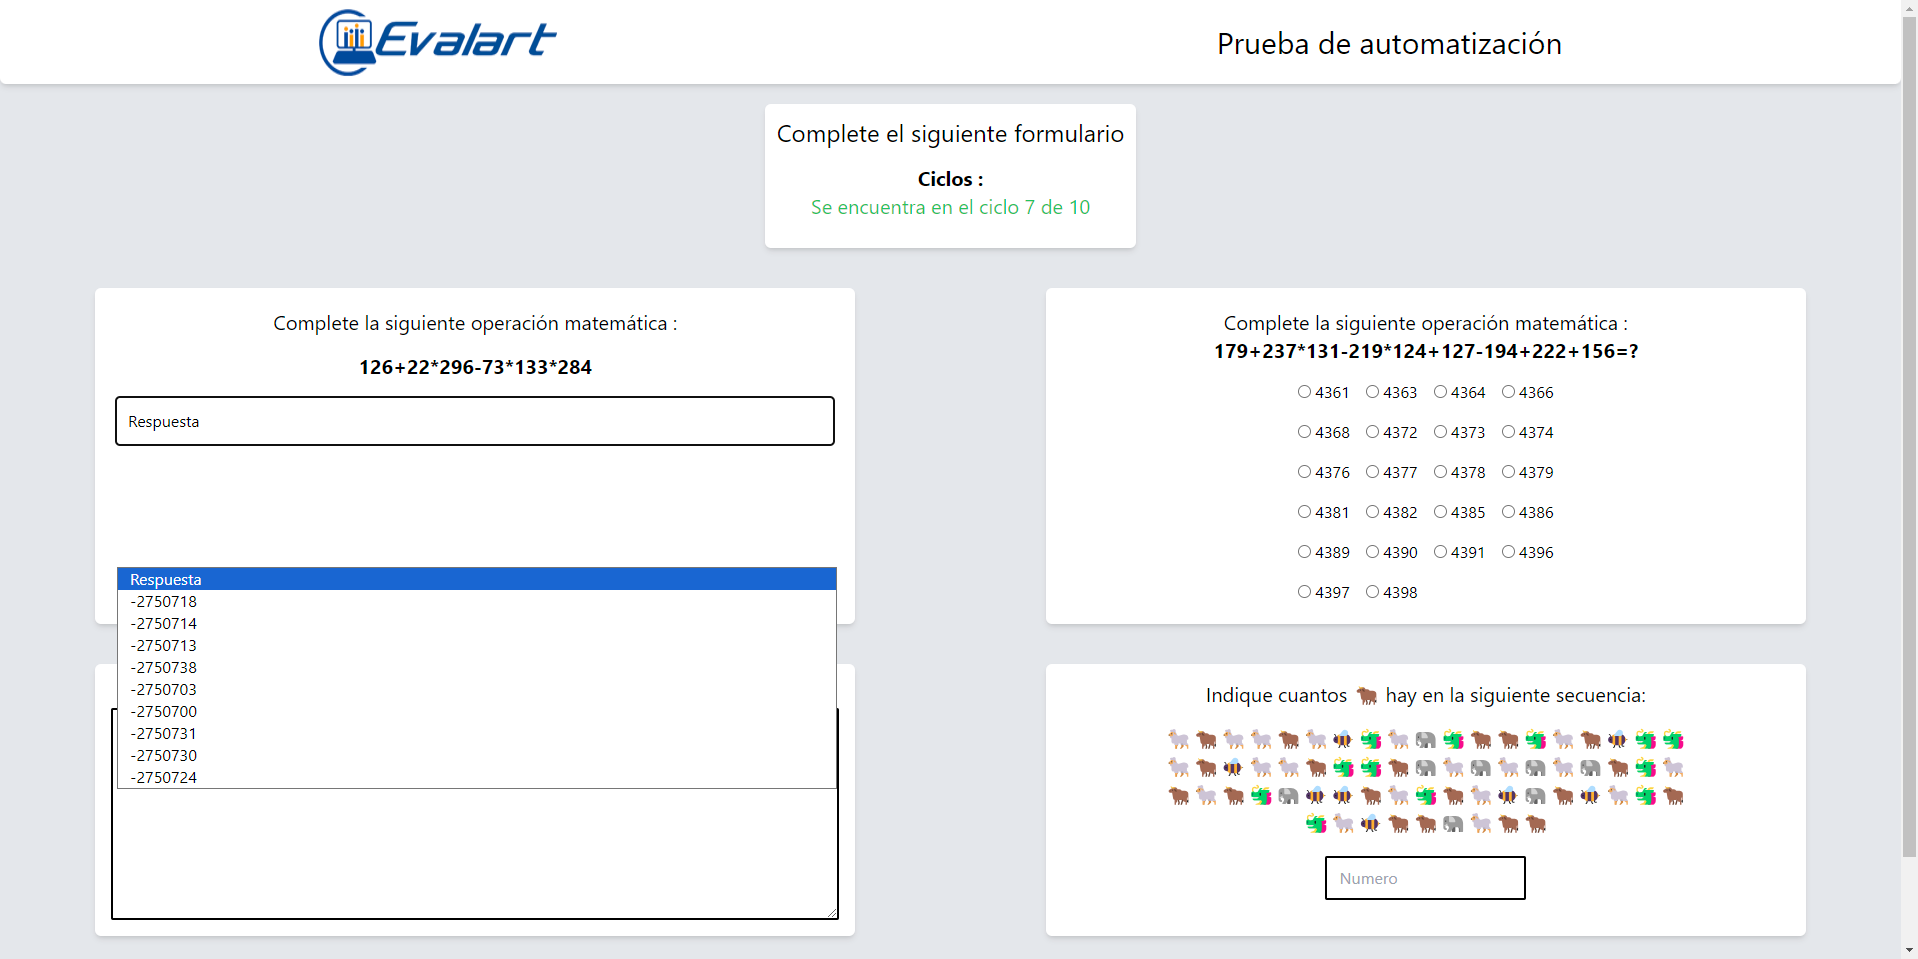 Evalart
Prueba de automatización
Complete el siguiente formulario
Ciclos :
Se encuentra en el ciclo 7 de 10
Complete la siguiente operación matemática :
126+22*296-73*133*284
Respuesta
Respuesta
-2750718
-2750714
-2750713
-2750738
-2750703
-2750700
-2750731
-2750730
-2750724
Complete la siguiente operación matemática :
179+237*131-219*124+127-194+222+156=?
4361 4363 4364 4366
4368 4372 4373 4374
4376 4377 4378 4379
4381 4382 4385 4386
4389 4390 4391 4396
4397 4398
Indique cuantos 🐂 hay en la siguiente secuencia:
Numero